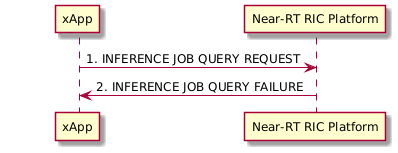 xApp
Near-RT RIC Platform
1. INFERENCE JOB QUERY REQUEST
2. INFERENCE JOB QUERY FAILURE
xApp
Near-RT RIC Platform